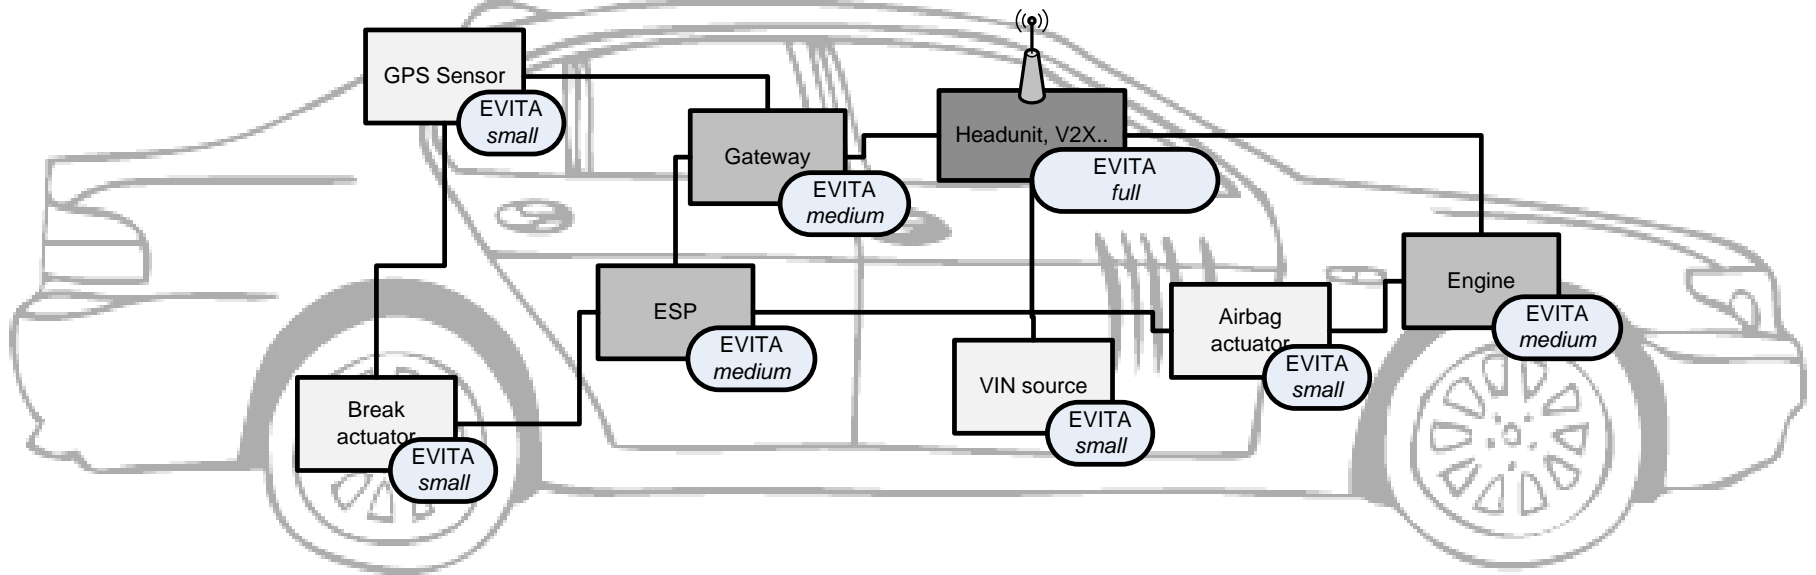 GPS Sensor
EVITA
small
Gateway
EVITA
medium
Headunit, V2X..
EVITA
full
ESP
EVITA
medium
Engine
EVITA
medium
Airbag
actuator
EVITA
small
VIN source
EVITA
small
Break
actuator
EVITA
small